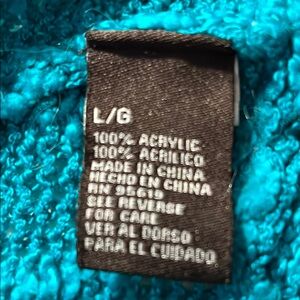 L/G
100% ACRYLIC
100% ACRILICO
MADE IN CHINA
HECHO EN CHINA
RN
SEE REVERSE
FOR CARE
VER AL DORSO
PARA EL CUIDADO